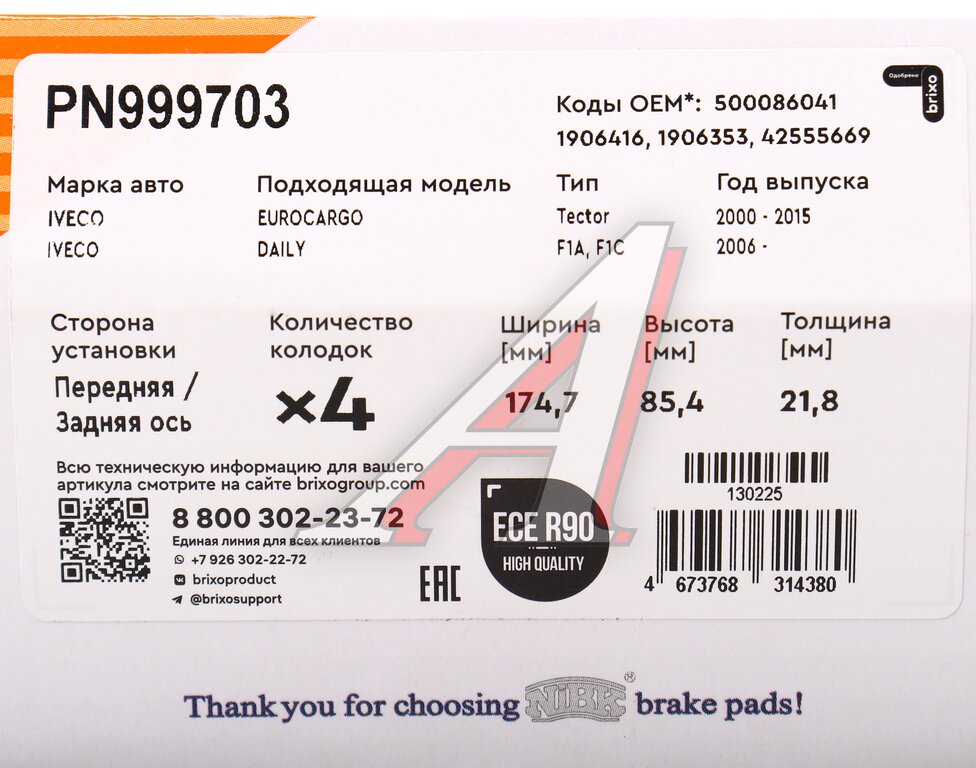 PN999703
Коды OEM*: 500086041
1906416, 1906353, 42555669
Одобрено
brixo
Марка авто Подходящая модель Тип Год выпуска
IVECO EUROCARGO Tector 2000 - 2015
IVECO DAILY F1A, F1C 2006 -
Сторона установки
Количество колодок
Ширина [мм]
Высота [мм]
Толщина [мм]
Передняя /
Задняя ось
×4
174,7
85,4
21,8
Всю техническую информацию для вашего
артикула смотрите на сайте brixogroup.com
8 800 302-23-72
Единая линия для всех клиентов
+7 926 302-22-72
brixoproduct
@brixosupport
EAC
ECE R90
HIGH QUALITY
130225
4 673768 314380
Thank you for choosing NiBK ® brake pads!